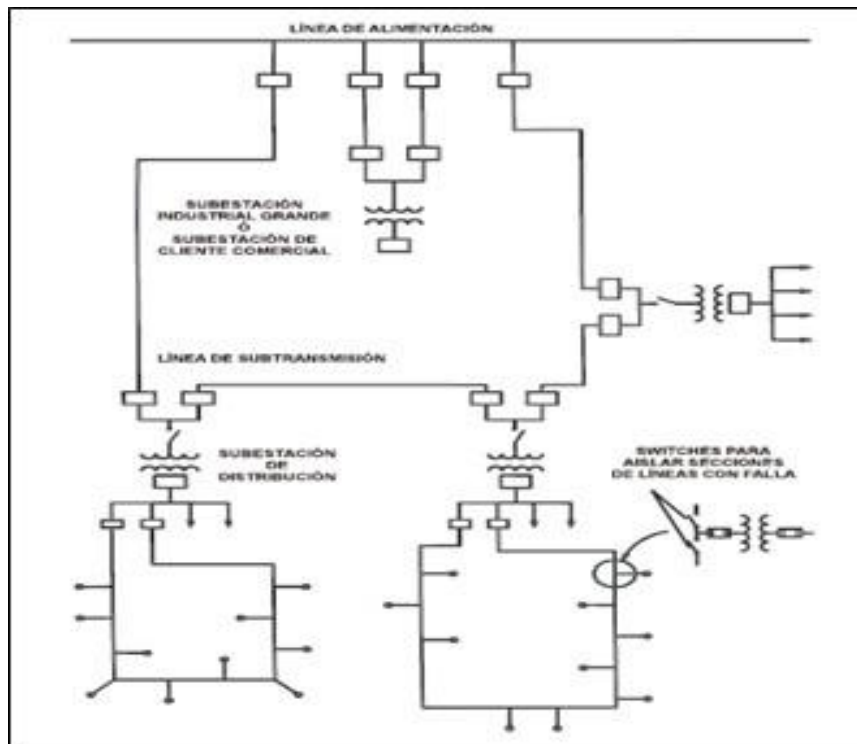 LÍNEA DE ALIMENTACIÓN
SUBESTACIÓN
INDUSTRIAL GRANDE
Ó
SUBESTACIÓN DE
CLIENTE COMERCIAL
LÍNEA DE SUBTRANSMISIÓN
SUBESTACIÓN
DE
DISTRIBUCIÓN
SWITCHES PARA
AISLAR SECCIONES
DE LÍNEAS CON FALLA